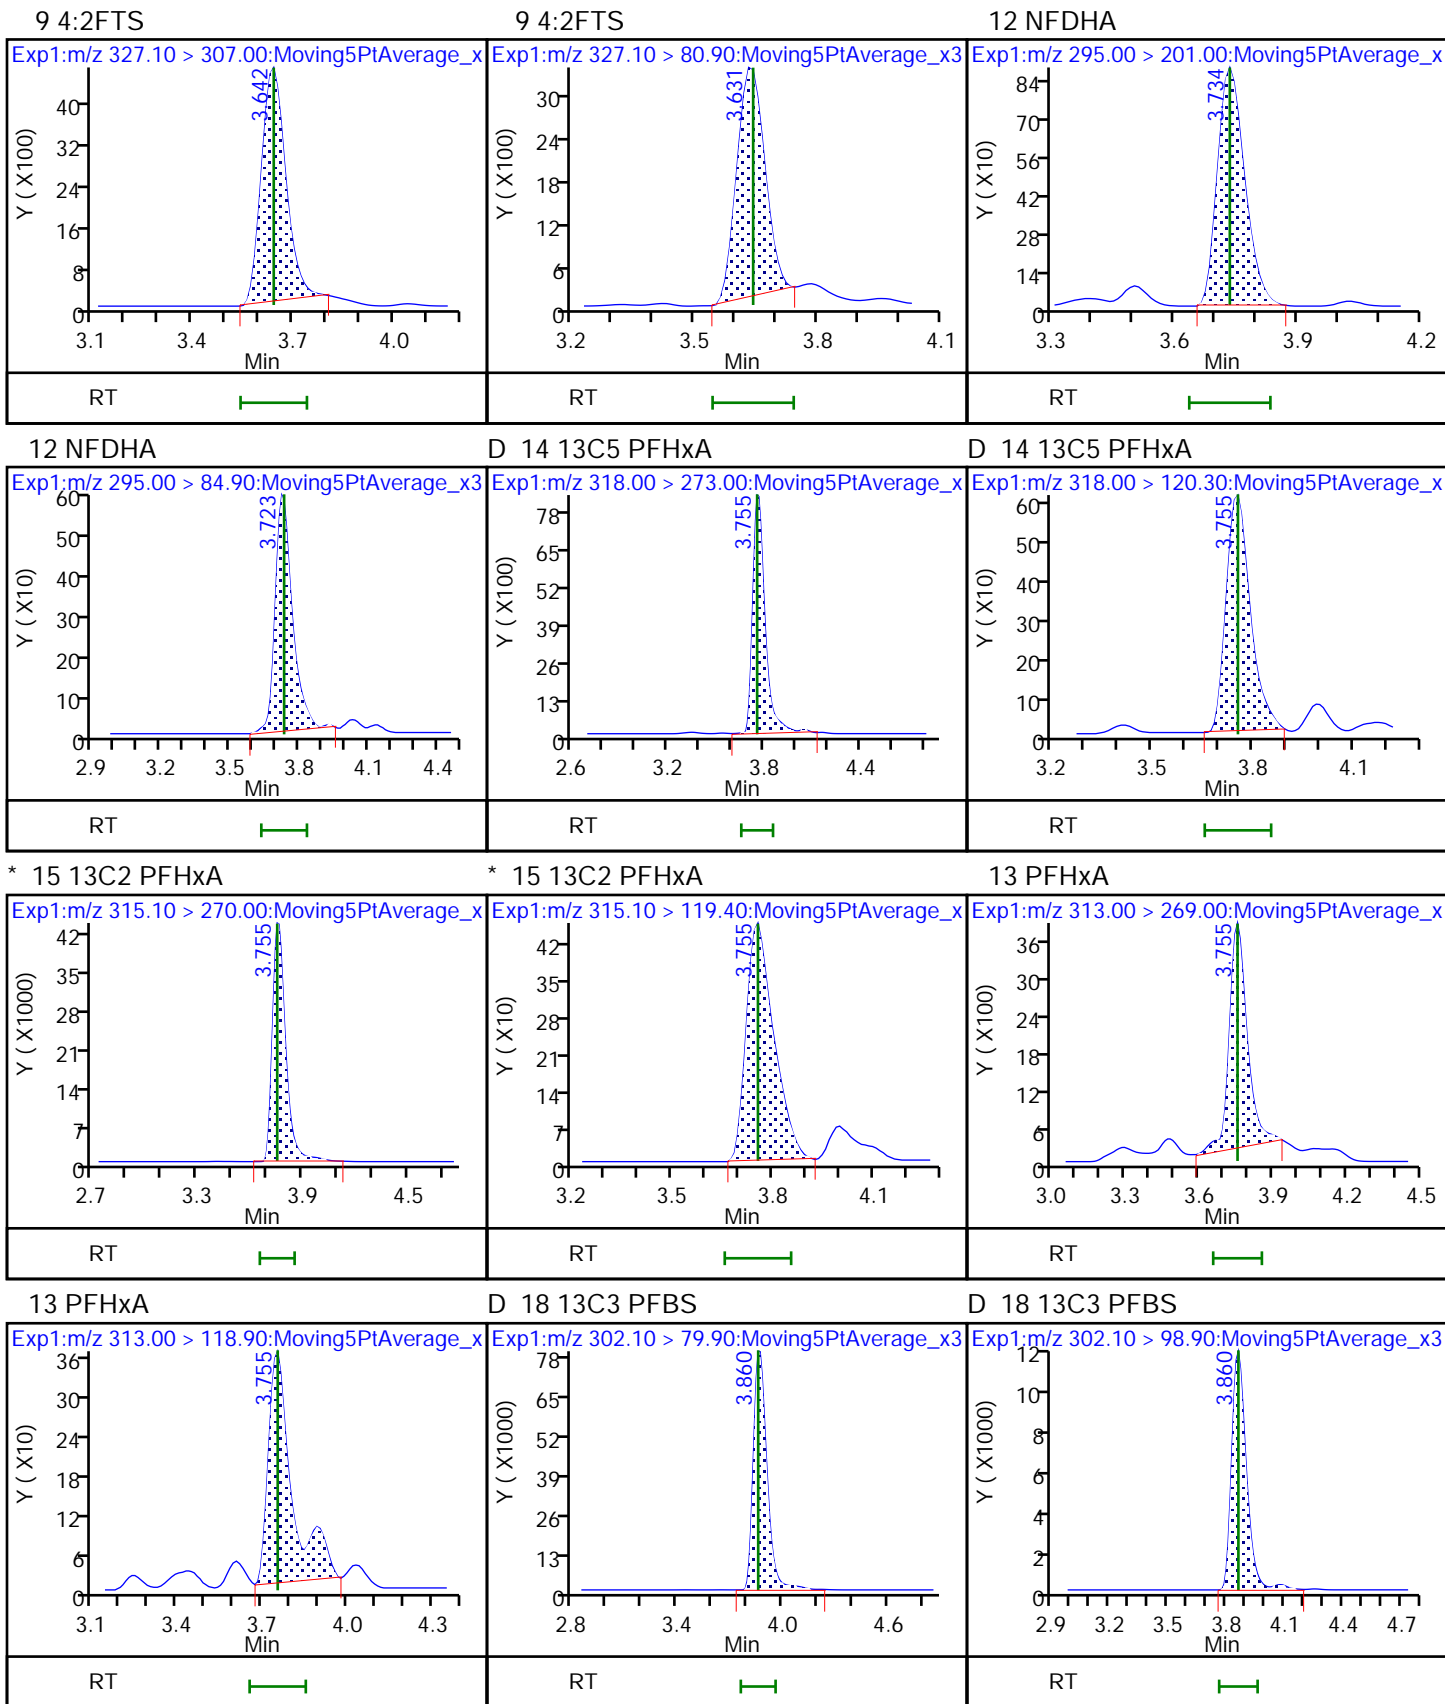 9 4:2FTS
Exp1:m/z 327.10 > 307.00:Moving5PtAverage_x
Y ( X100)
40
32
24
16
8
0
3.642
3.1 3.4 3.7 4.0
Min
RT
9 4:2FTS
Exp1:m/z 327.10 > 80.90:Moving5PtAverage_x3
Y ( X100)
30
24
18
12
6
0
3.631
3.2 3.5 3.8 4.1
Min
RT
12 NFDHA
Exp1:m/z 295.00 > 201.00:Moving5PtAverage_x
Y ( X10)
84
70
56
42
28
14
0
3.734
3.3 3.6 3.9 4.2
Min
RT
12 NFDHA
Exp1:m/z 295.00 > 84.90:Moving5PtAverage_x3
Y ( X10)
60
50
40
30
20
10
0
3.723
2.9 3.2 3.5 3.8 4.1 4.4
Min
RT
D 14 13C5 PFHxA
Exp1:m/z 318.00 > 273.00:Moving5PtAverage_x
Y ( X100)
78
65
52
39
26
13
0
3.755
2.6 3.2 3.8 4.4
Min
RT
D 14 13C5 PFHxA
Exp1:m/z 318.00 > 120.30:Moving5PtAverage_x
Y ( X10)
60
50
40
30
20
10
0
3.755
3.2 3.5 3.8 4.1
Min
RT
* 15 13C2 PFHxA
Exp1:m/z 315.10 > 270.00:Moving5PtAverage_x
Y ( X1000)
42
35
28
21
14
7
0
3.755
2.7 3.3 3.9 4.5
Min
RT
* 15 13C2 PFHxA
Exp1:m/z 315.10 > 119.40:Moving5PtAverage_x
Y ( X10)
42
35
28
21
14
7
0
3.755
3.2 3.5 3.8 4.1
Min
RT
13 PFHxA
Exp1:m/z 313.00 > 269.00:Moving5PtAverage_x
Y ( X100)
36
30
24
18
12
6
0
3.755
3.0 3.3 3.6 3.9 4.2 4.5
Min
RT
13 PFHxA
Exp1:m/z 313.00 > 118.90:Moving5PtAverage_x
Y ( X10)
36
30
24
18
12
6
0
3.755
3.1 3.4 3.7 4.0 4.3
Min
RT
D 18 13C3 PFBS
Exp1:m/z 302.10 > 79.90:Moving5PtAverage_x3
Y ( X1000)
78
65
52
39
26
13
0
3.860
2.8 3.4 4.0 4.6
Min
RT
D 18 13C3 PFBS
Exp1:m/z 302.10 > 98.90:Moving5PtAverage_x3
Y ( X1000)
12
10
8
6
4
2
0
3.860
2.9 3.2 3.5 3.8 4.1 4.4 4.7
Min
RT